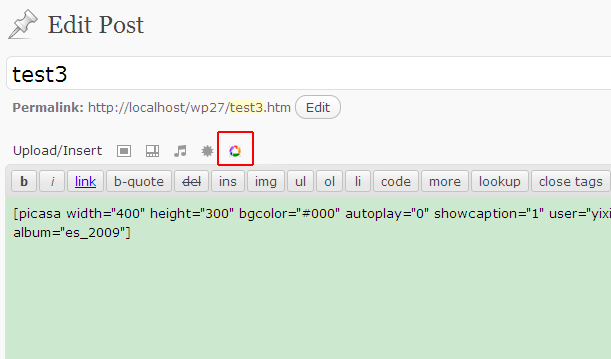 Edit Post
test3
Permalink: http://localhost/wp27/test3.htm Edit
Upload/Insert
b i link b-quote del ins img ul ol li code more lookup close tags
[picasa width="400" height="300" bgcolor="#000" autoplay="0" showcaption="1" user="yixi
album="es_2009"]